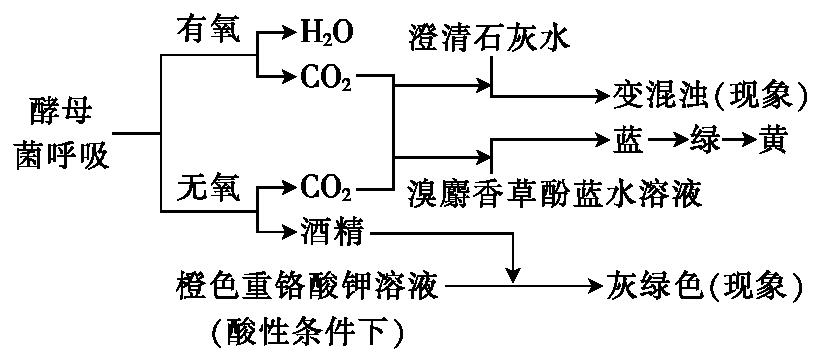 有氧
H₂O
澄清石灰水
CO₂
变混浊(现象)
酵母
菌呼吸
蓝→绿→黄
无氧
CO₂
溴麝香草酚蓝水溶液
酒精
橙色重铬酸钾溶液
灰绿色(现象)
(酸性条件下)